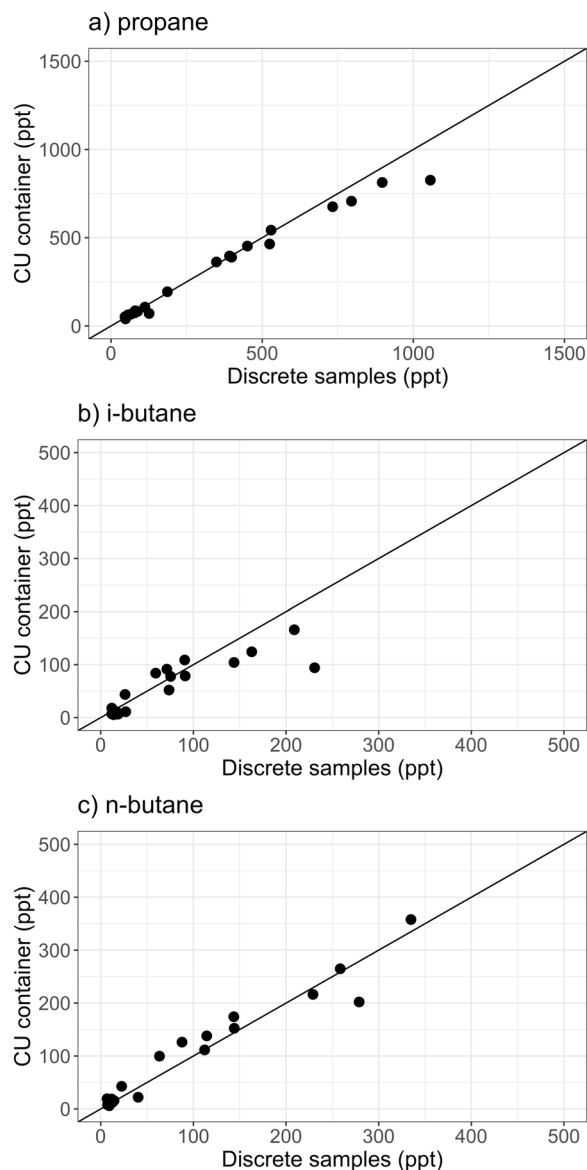 a) propane
CU container (ppt)
1500
1000
500
0
0 500 1000 1500
Discrete samples (ppt)
b) i-butane
CU container (ppt)
500
400
300
200
100
0
0 100 200 300 400 500
Discrete samples (ppt)
c) n-butane
CU container (ppt)
500
400
300
200
100
0
0 100 200 300 400 500
Discrete samples (ppt)